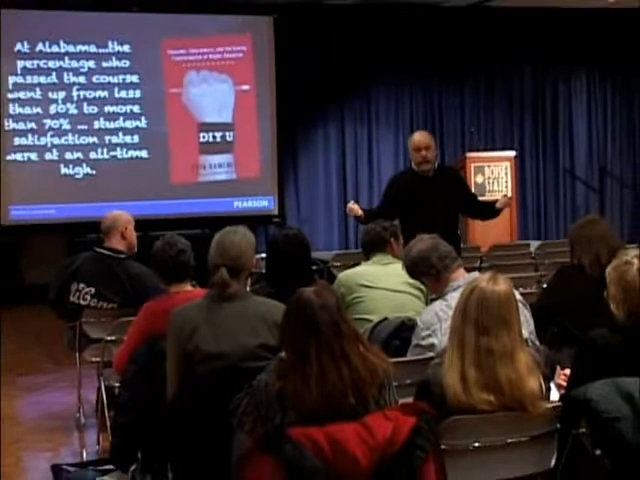 At Alabama...the
percentage who
passed the course
went up from less
than 50% to more
than 70% ... student
satisfaction rates
were at an all-time
high.
DIY U
PEARSON
BOISE
STATE